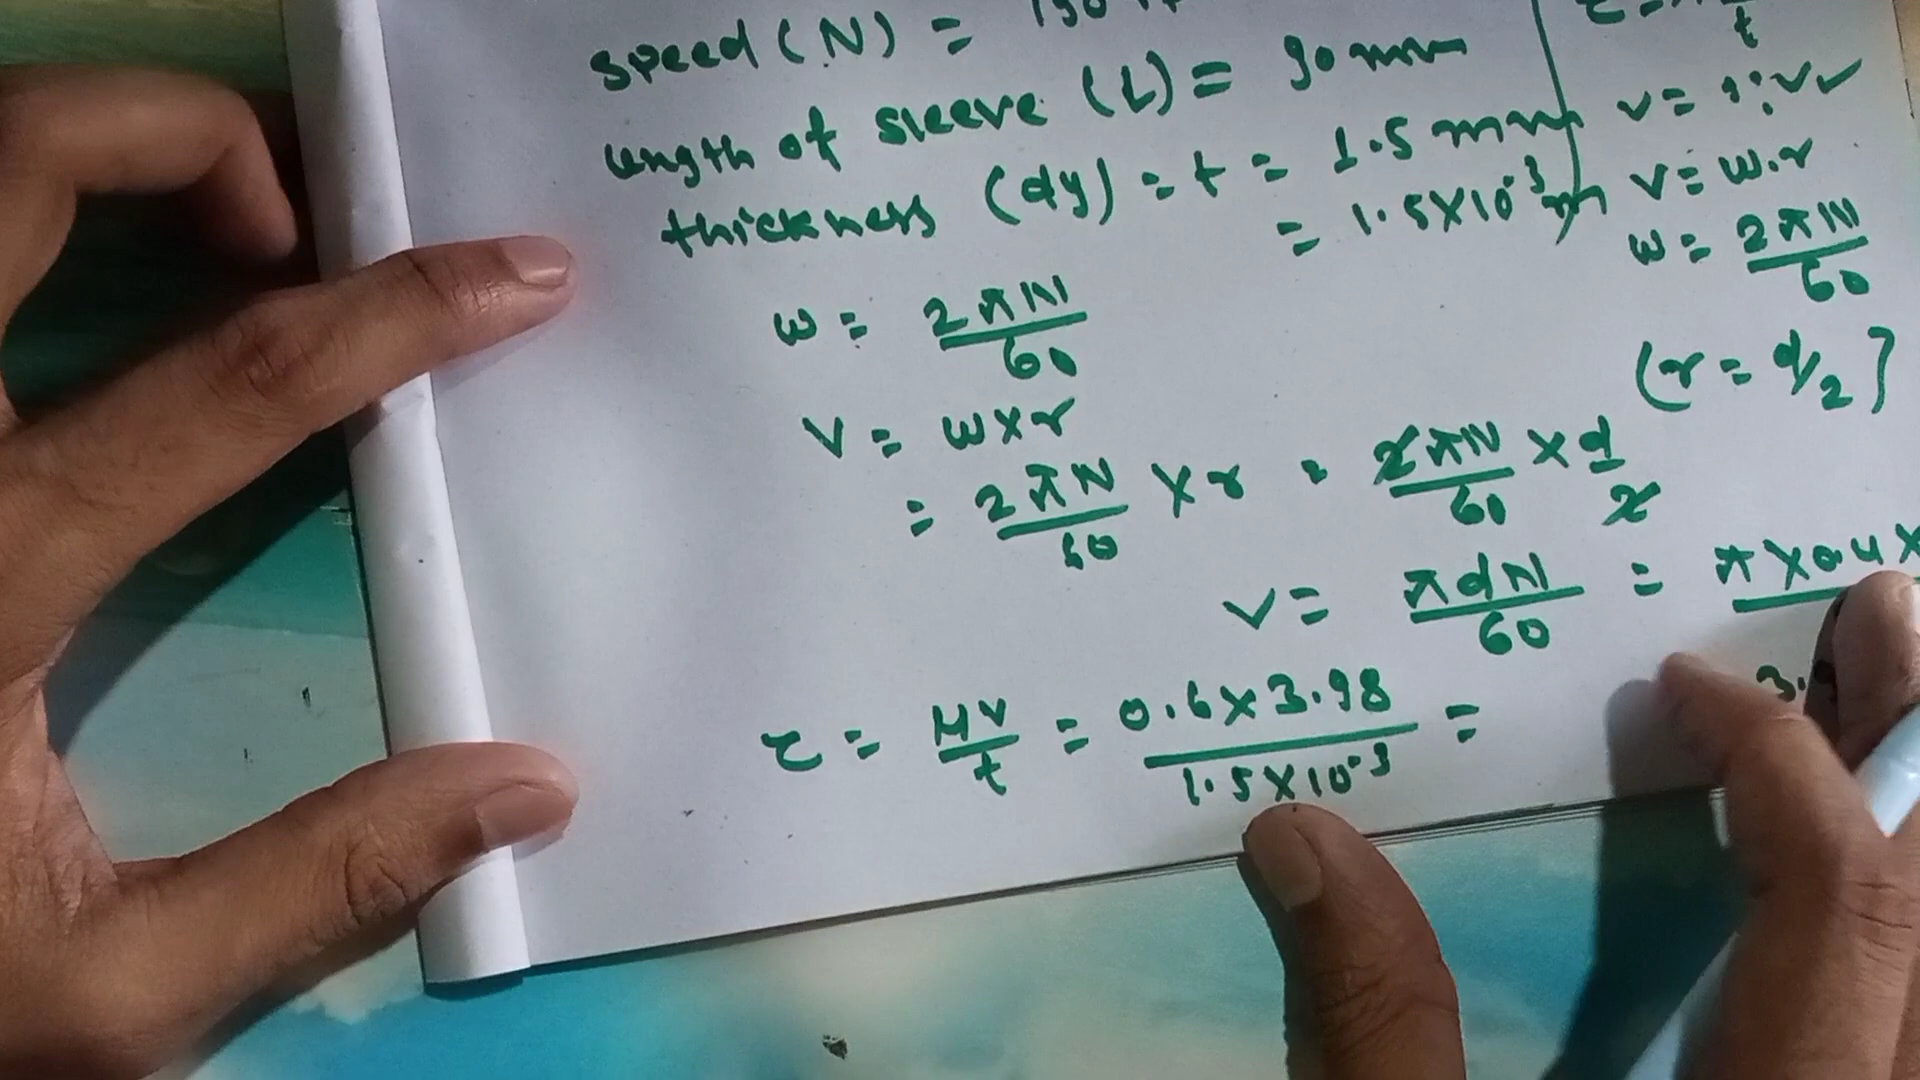 speed (N) = 190
τ = μ / t
length of sleeve (L) = 90 mm
thickness (dy) = t = 1.5 mm
= 1.5×10-3 m
v = ω.r
ω = 2πN / 60
(r = d/2)
ω = 2πN / 60
v = ω×r
= 2πN / 60 × r = 2πN / 60 × d / 2
v = πdN / 60 = π×0.4×
3.
τ = μv / t = 0.6×3.98 / 1.5×10-3 =